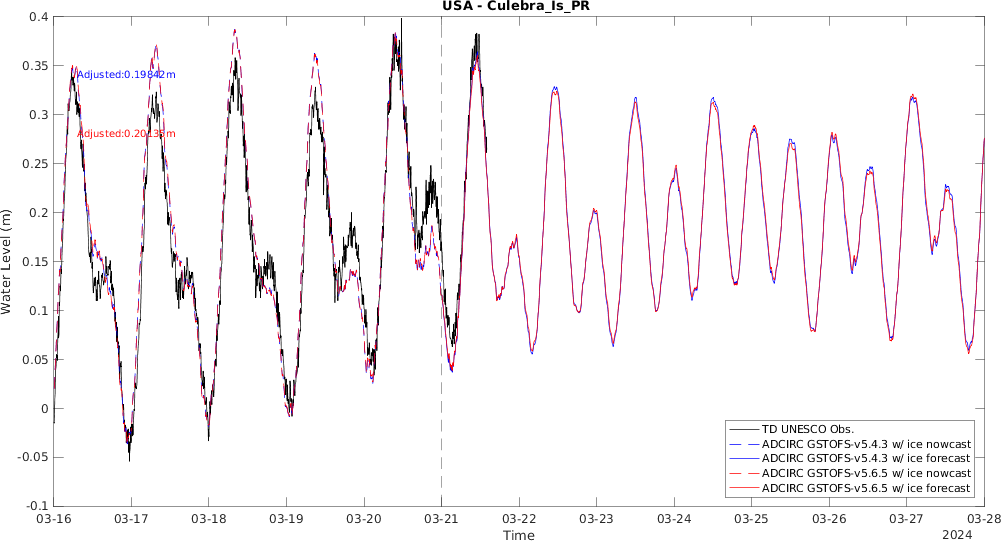 USA - Culebra_Is_PR
0.4
0.35
0.3
0.25
0.2
0.15
0.1
0.05
0
-0.05
-0.1
Water Level (m)
Adjusted:0.19842m
Adjusted:0.20135m
TD UNESCO Obs.
ADCIRC GSTOFS-v5.4.3 w/ ice nowcast
ADCIRC GSTOFS-v5.4.3 w/ ice forecast
ADCIRC GSTOFS-v5.6.5 w/ ice nowcast
ADCIRC GSTOFS-v5.6.5 w/ ice forecast
03-16 03-17 03-18 03-19 03-20 03-21 03-22 03-23 03-24 03-25 03-26 03-27 03-28
Time
2024